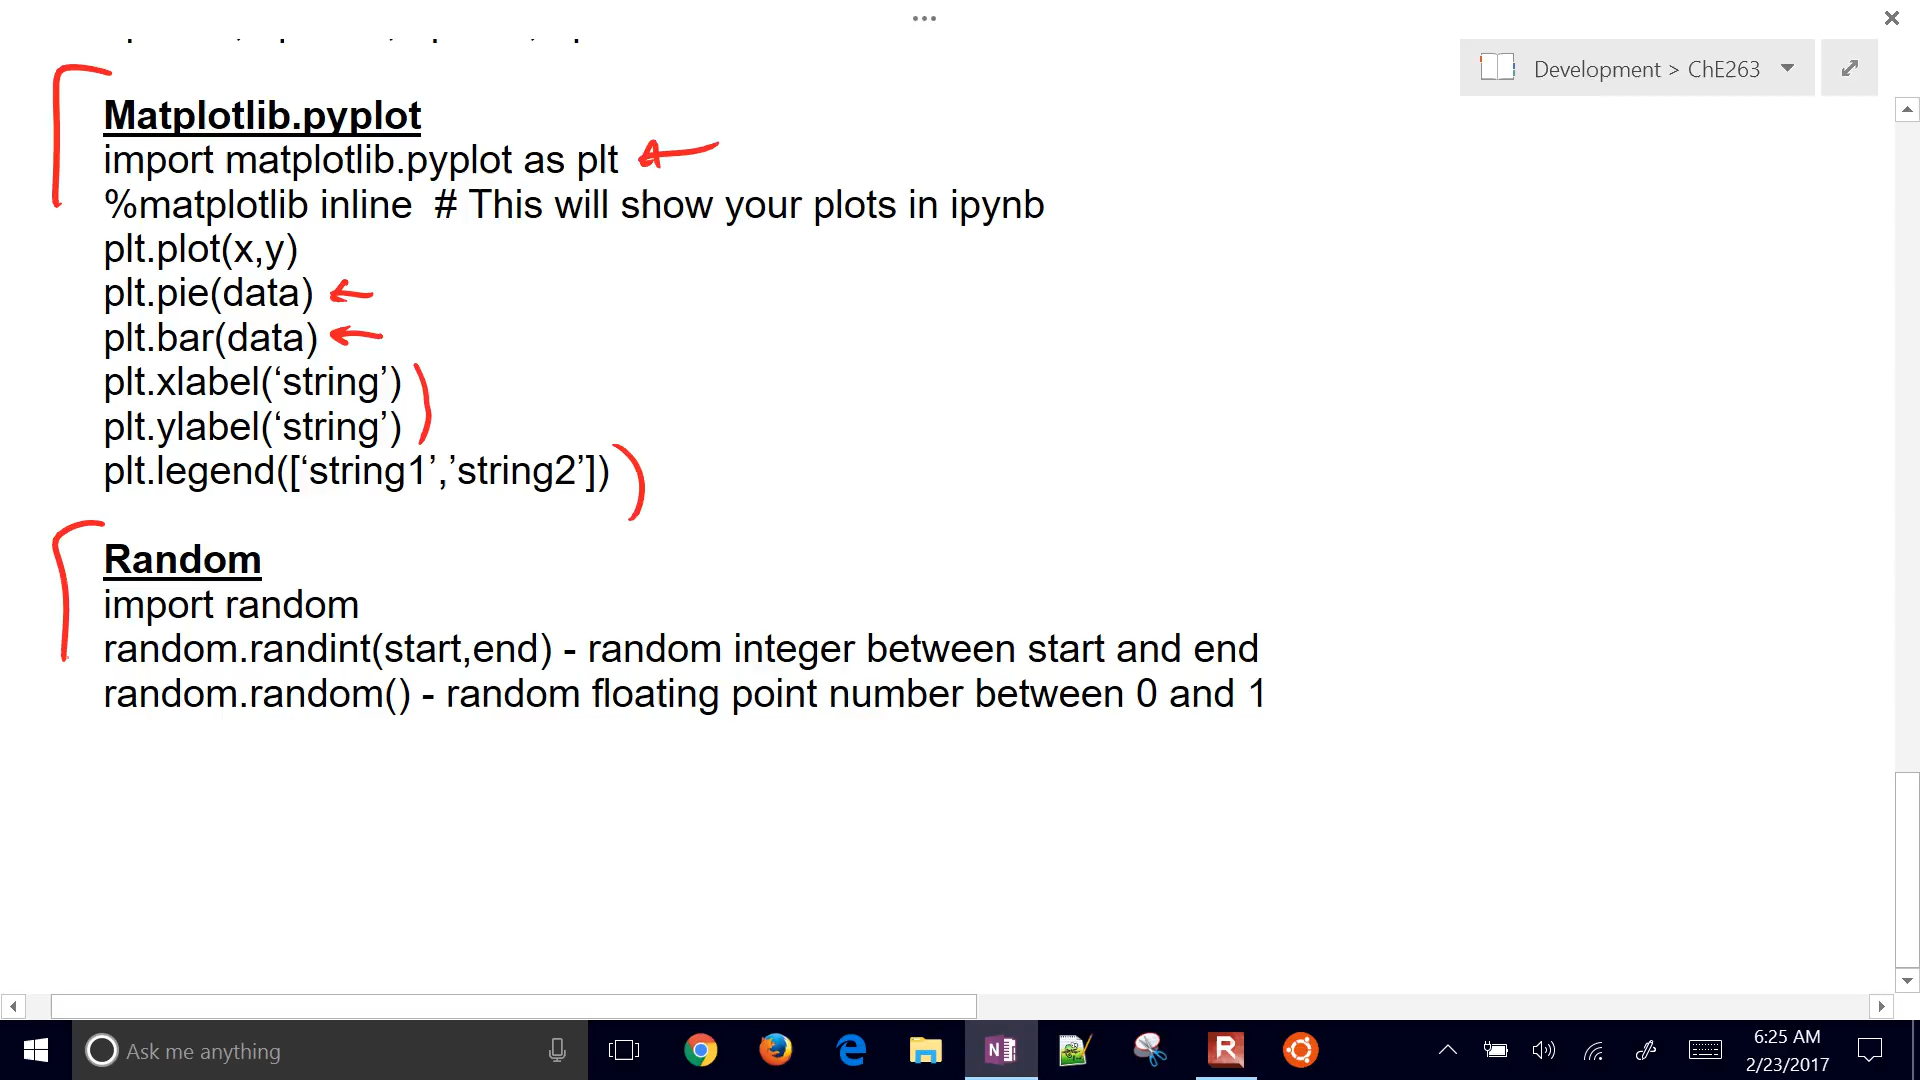 Development > ChE263
Matplotlib.pyplot
import matplotlib.pyplot as plt
%matplotlib inline  # This will show your plots in ipynb
plt.plot(x,y)
plt.pie(data)
plt.bar(data)
plt.xlabel(‘string’)
plt.ylabel(‘string’)
plt.legend([‘string1’,’string2’])
Random
import random
random.randint(start,end) - random integer between start and end
random.random() - random floating point number between 0 and 1
Ask me anything
N
R
6:25 AM
2/23/2017